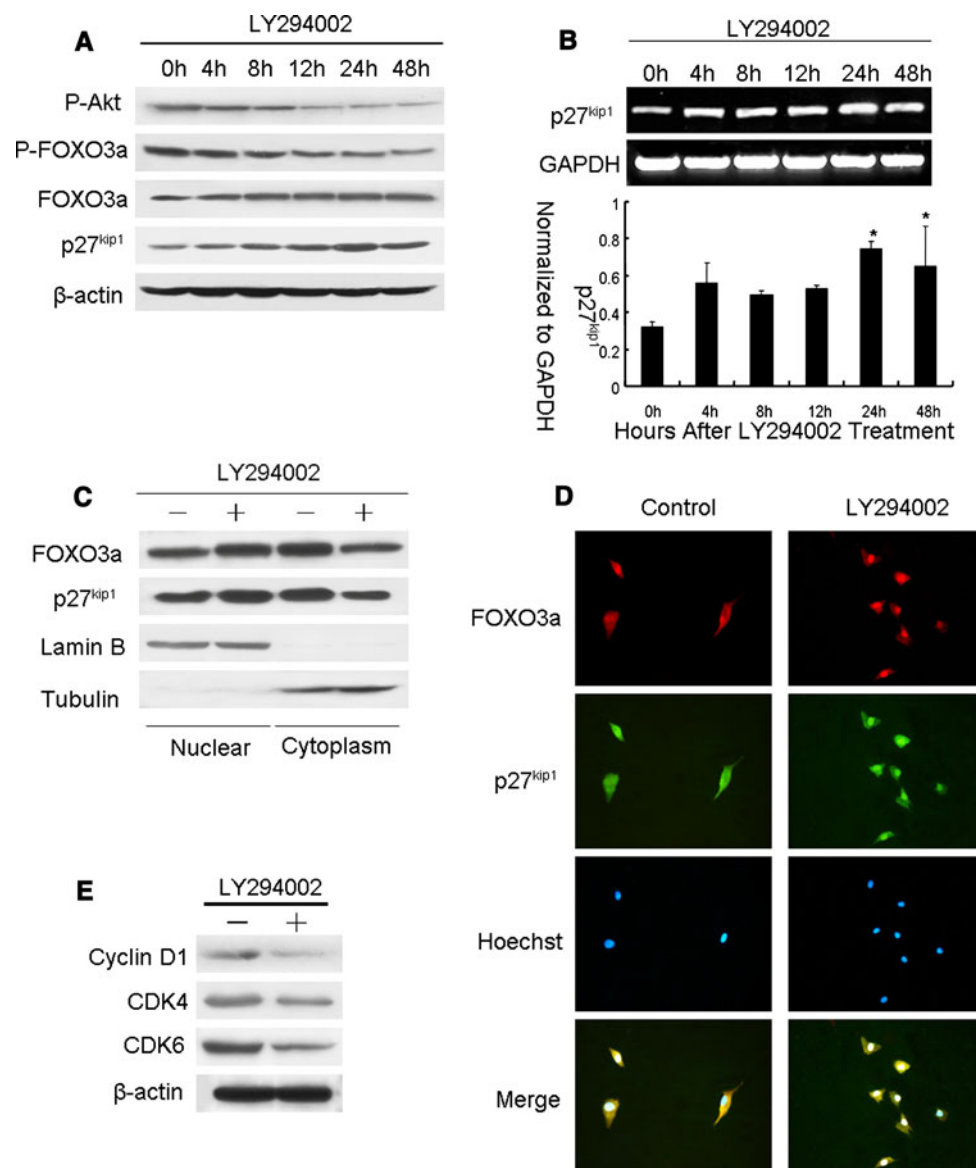 A
LY294002
0h 4h 8h 12h 24h 48h
P-Akt
P-FOXO3a
FOXO3a
p27kip1
β-actin
B
LY294002
0h 4h 8h 12h 24h 48h
p27kip1
GAPDH
p27kip1
Normalized to GAPDH
1
0.8
0.6
0.4
0.2
0
* *
0h 4h 8h 12h 24h 48h
Hours After LY294002 Treatment
C
LY294002
− + − +
FOXO3a
p27kip1
Lamin B
Tubulin
Nuclear Cytoplasm
D
Control LY294002
FOXO3a
p27kip1
Hoechst
Merge
E
LY294002
− +
Cyclin D1
CDK4
CDK6
β-actin